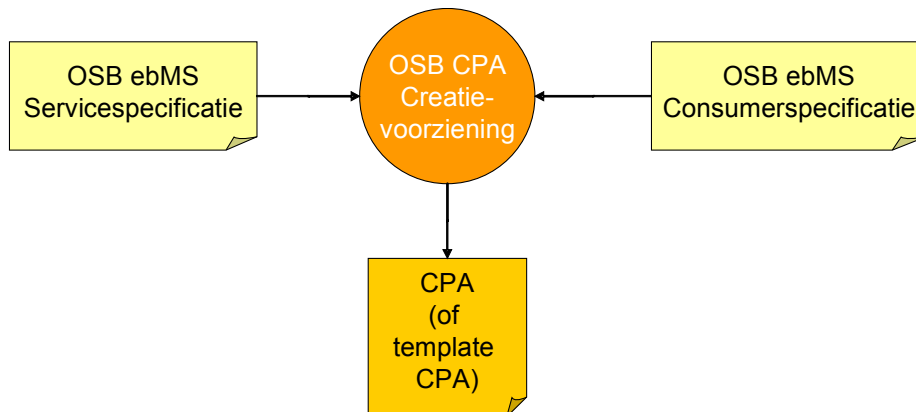 OSB ebMS
Servicespecificatie
OSB CPA
Creatie-
voorziening
OSB ebMS
Consumerspecificatie
CPA
(of
template
CPA)